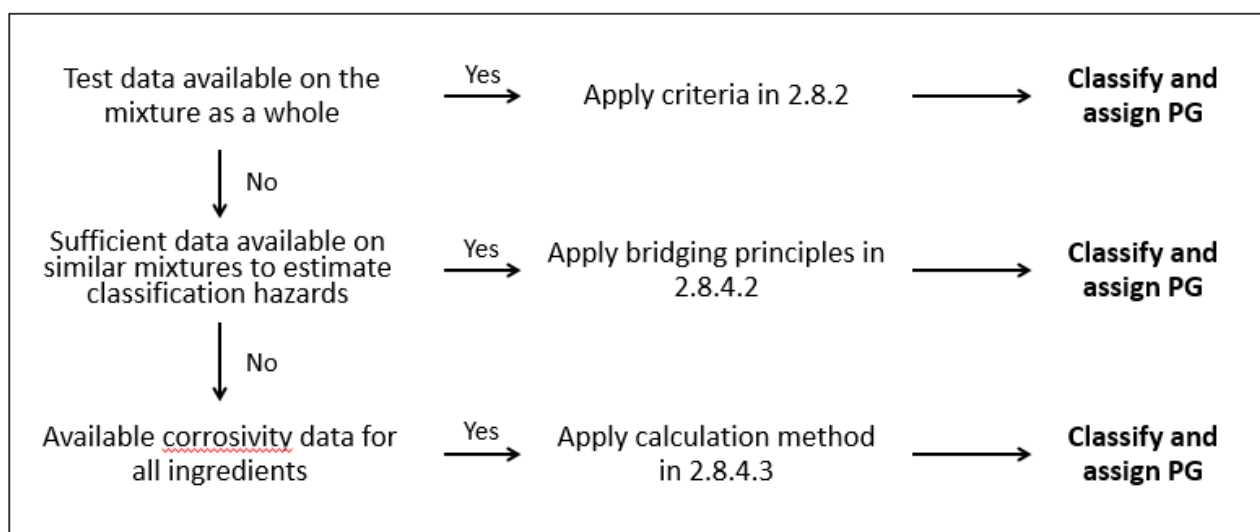 Test data available on the
mixture as a whole
Yes
Apply criteria in 2.8.2
Classify and
assign PG
No
Sufficient data available on
similar mixtures to estimate
classification hazards
Yes
Apply bridging principles in
2.8.4.2
Classify and
assign PG
No
Available corrosivity data for
all ingredients
Yes
Apply calculation method
in 2.8.4.3
Classify and
assign PG